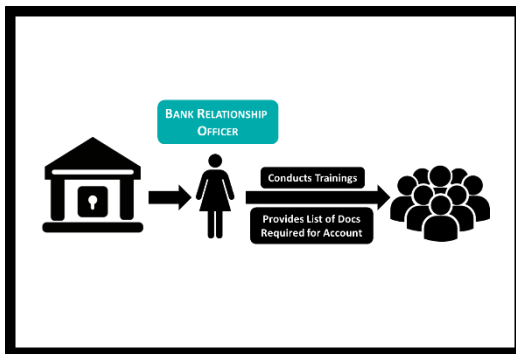 Bank Relationship
Officer
Conducts Trainings
Provides List of Docs
Required for Account